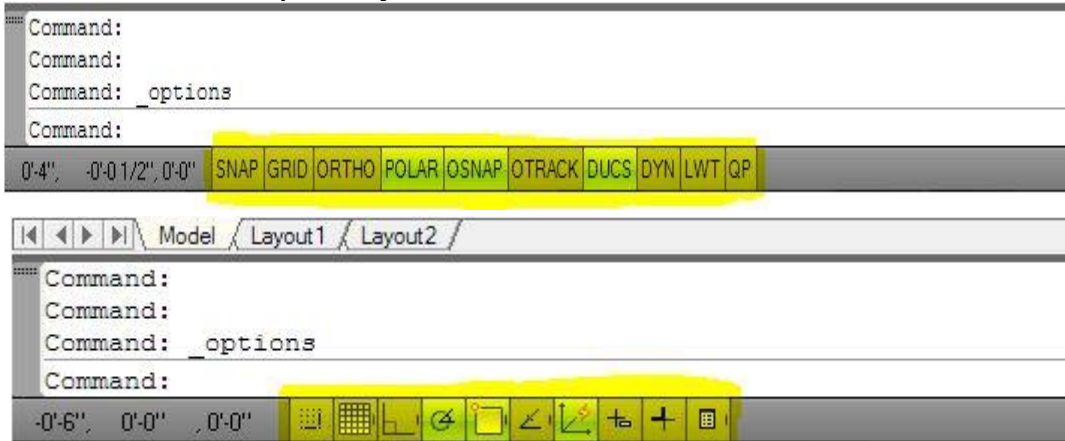 Command:
Command:
Command: _options
Command:
0'-4", -0'-0 1/2", 0'-0" SNAP GRID ORTHO POLAR OSNAP OTRACK DUCS DYN LWT QP
Model Layout1 Layout2
Command:
Command:
Command: _options
Command:
-0'-6", 0'-0" , 0'-0"